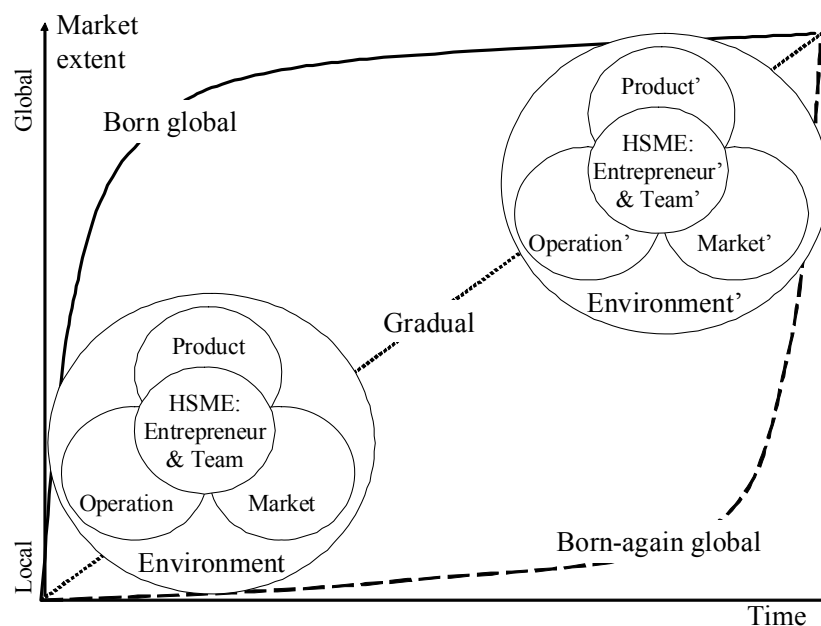 Market
extent
Global
Born global
Product’
HSME:
Entrepreneur’
& Team’
Operation’
Market’
Environment’
Gradual
Product
HSME:
Entrepreneur
& Team
Operation
Market
Environment
Born-again global
Local
Time